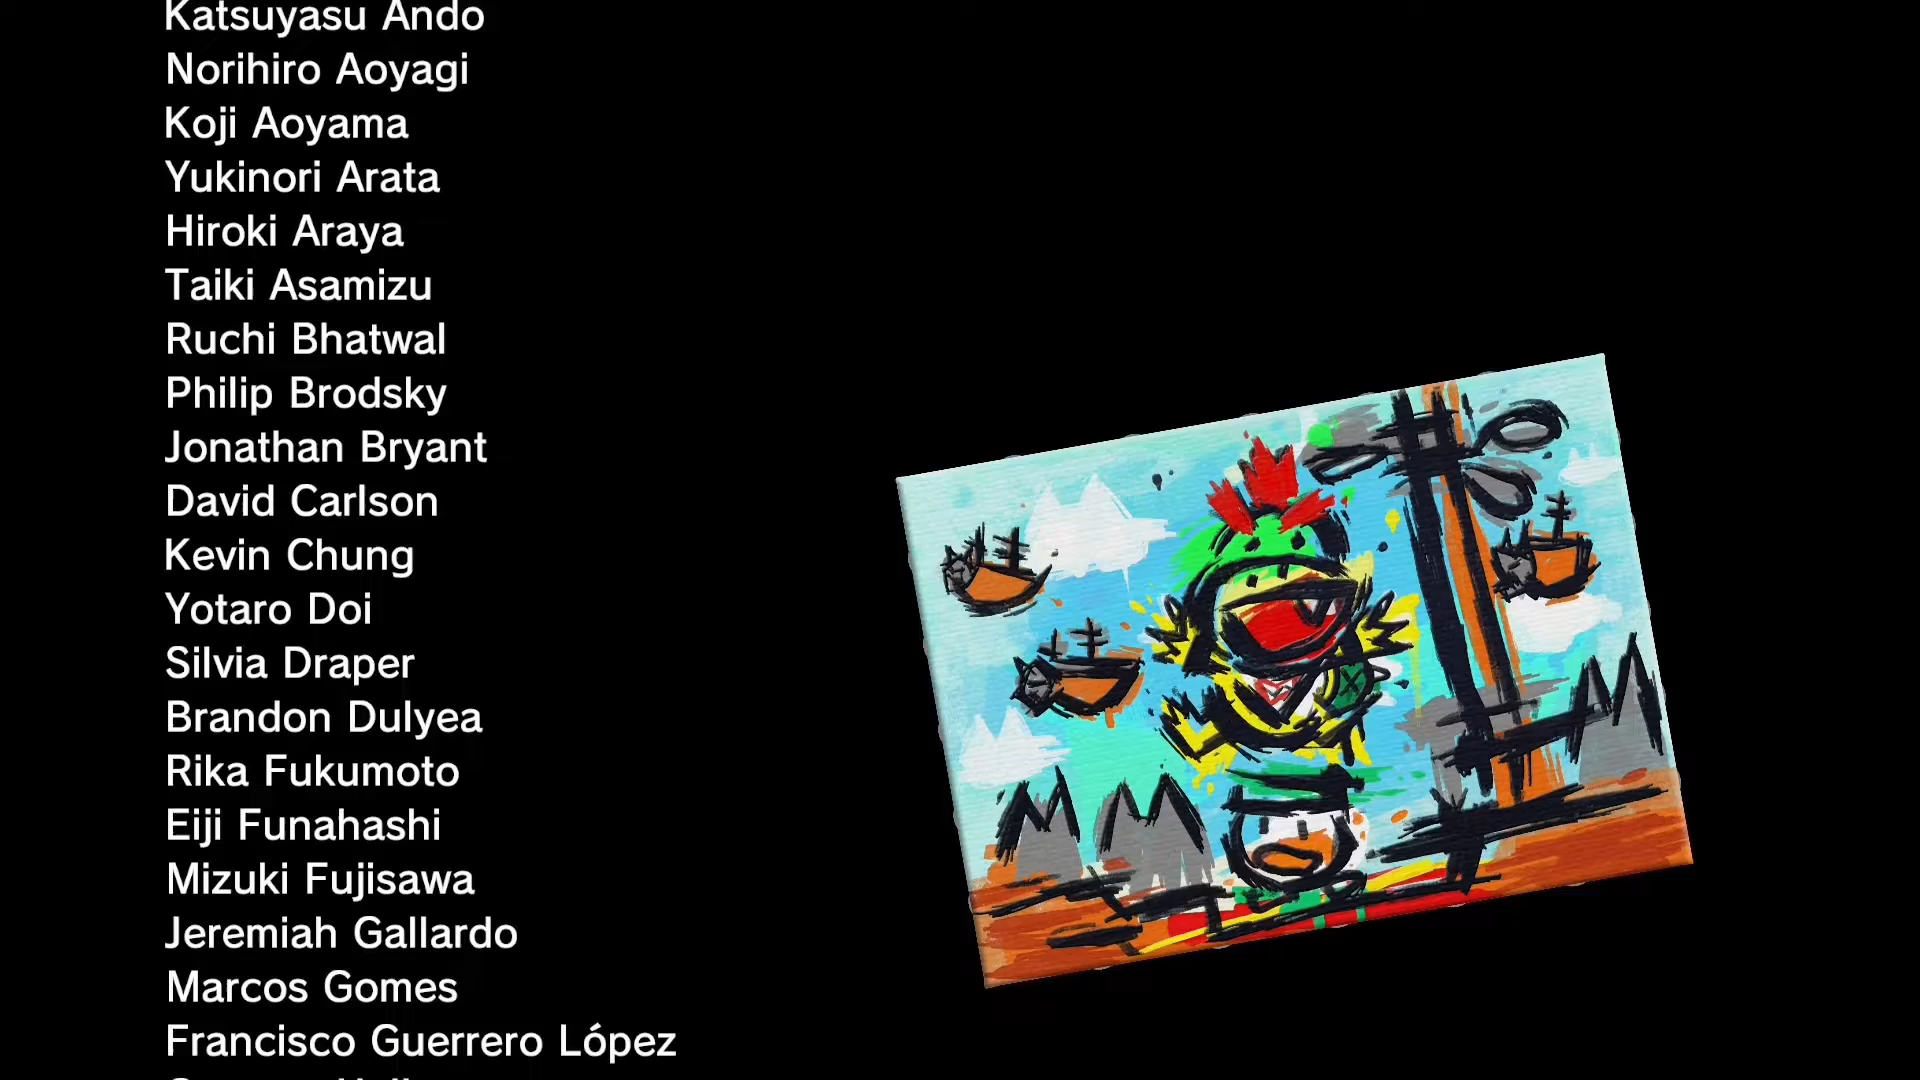 Katsuyasu Ando
Norihiro Aoyagi
Koji Aoyama
Yukinori Arata
Hiroki Araya
Taiki Asamizu
Ruchi Bhatwal
Philip Brodsky
Jonathan Bryant
David Carlson
Kevin Chung
Yotaro Doi
Silvia Draper
Brandon Dulyea
Rika Fukumoto
Eiji Funahashi
Mizuki Fujisawa
Jeremiah Gallardo
Marcos Gomes
Francisco Guerrero López